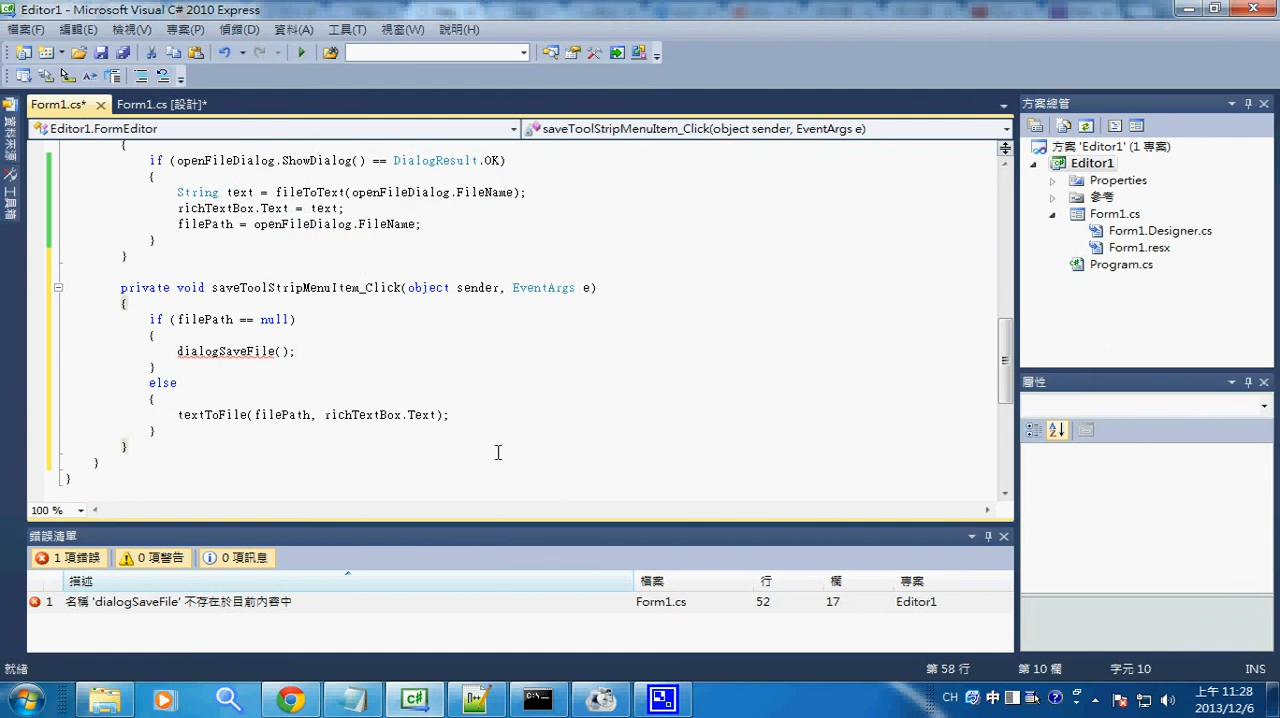 Editor1 - Microsoft Visual C# 2010 Express
檔案(F) 編輯(E) 檢視(V) 專案(P) 偵錯(D) 資料(A) 工具(T) 視窗(W) 說明(H)
Form1.cs* Form1.cs [設計]*
Editor1.FormEditor saveToolStripMenuItem_Click(object sender, EventArgs e)
{
if (openFileDialog.ShowDialog() == DialogResult.OK)
{
String text = fileToText(openFileDialog.FileName);
richTextBox.Text = text;
filePath = openFileDialog.FileName;
}
}
private void saveToolStripMenuItem_Click(object sender, EventArgs e)
{
if (filePath == null)
{
dialogSaveFile();
}
else
{
textToFile(filePath, richTextBox.Text);
}
}
}
}
100 %
資料來源
工具箱
方案總管
方案 'Editor1' (1 專案)
Editor1
Properties
參考
Form1.cs
Form1.Designer.cs
Form1.resx
Program.cs
屬性
錯誤清單
1 項錯誤 0 項警告 0 項訊息
描述 檔案 行 欄 專案
1 名稱 'dialogSaveFile' 不存在於目前內容中 Form1.cs 52 17 Editor1
就緒 第 58 行 第 10 欄 字元 10 INS
CH 中 上午 11:28
2013/12/6